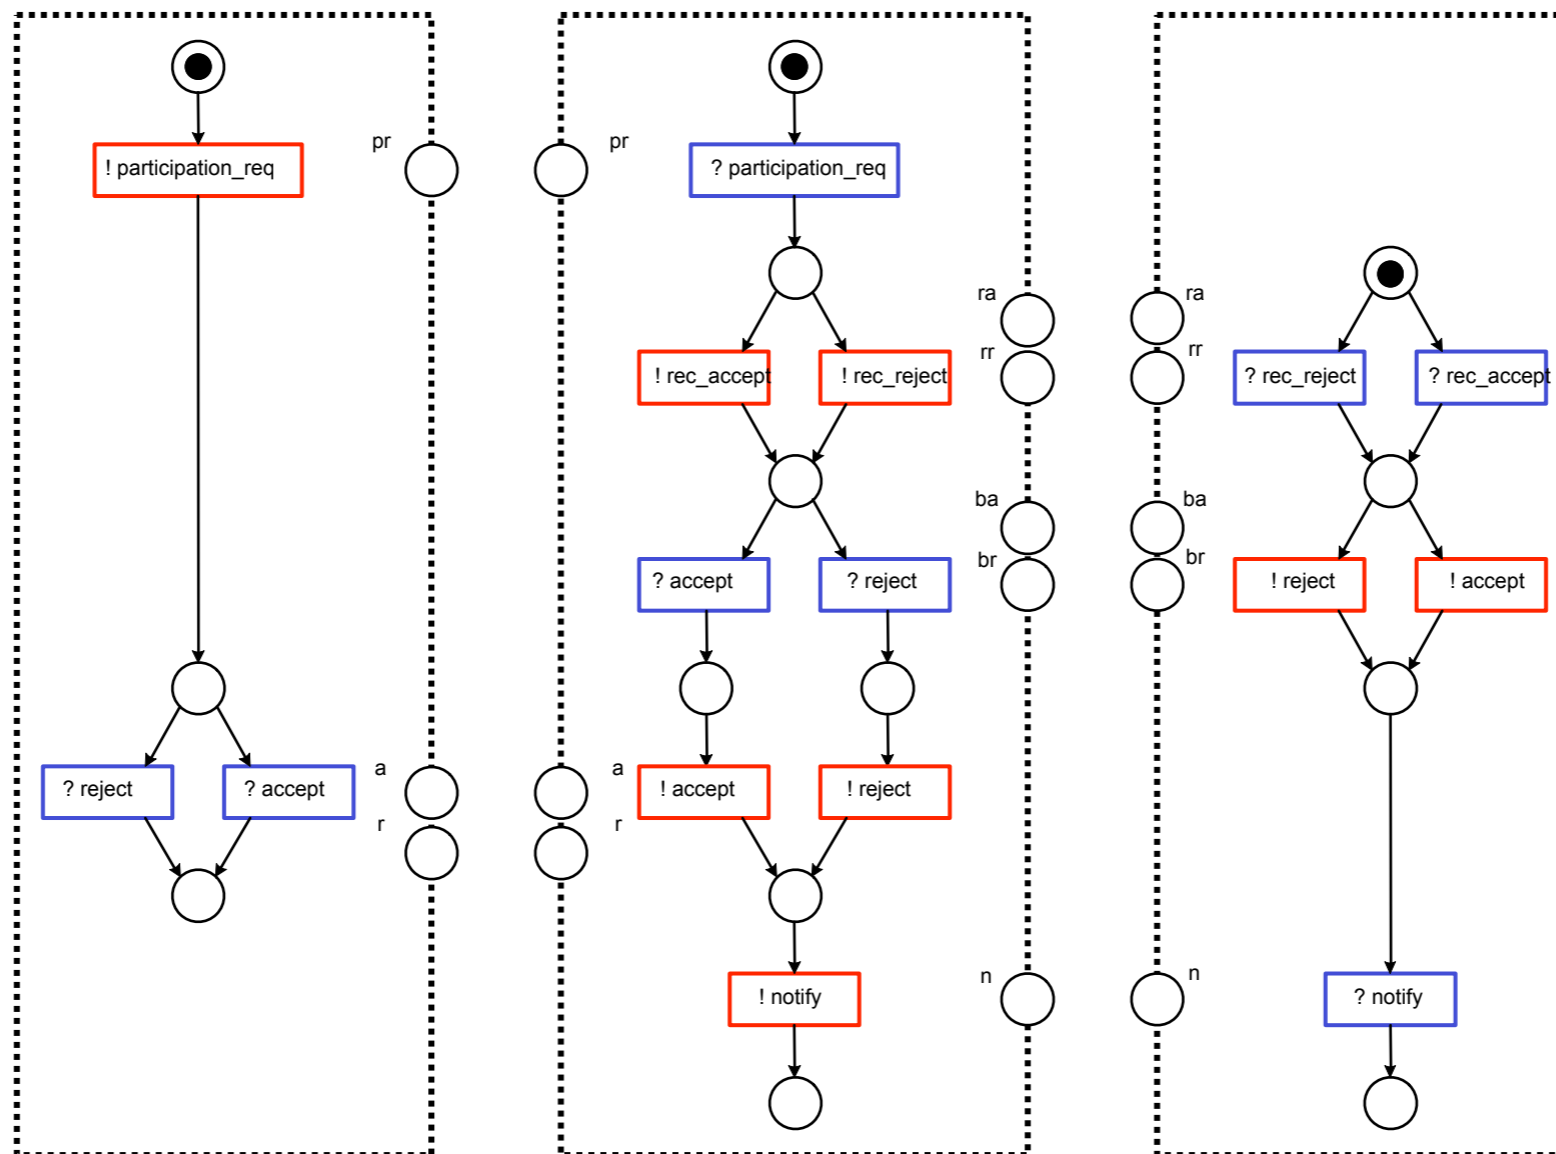 pr
! participation_req
pr
? participation_req
ra
ra
rr
rr
! rec_accept
! rec_reject
? rec_reject
? rec_accept
ba
ba
br
br
? accept
? reject
! reject
! accept
a
a
? reject
? accept
! accept
! reject
r
r
n
n
! notify
? notify